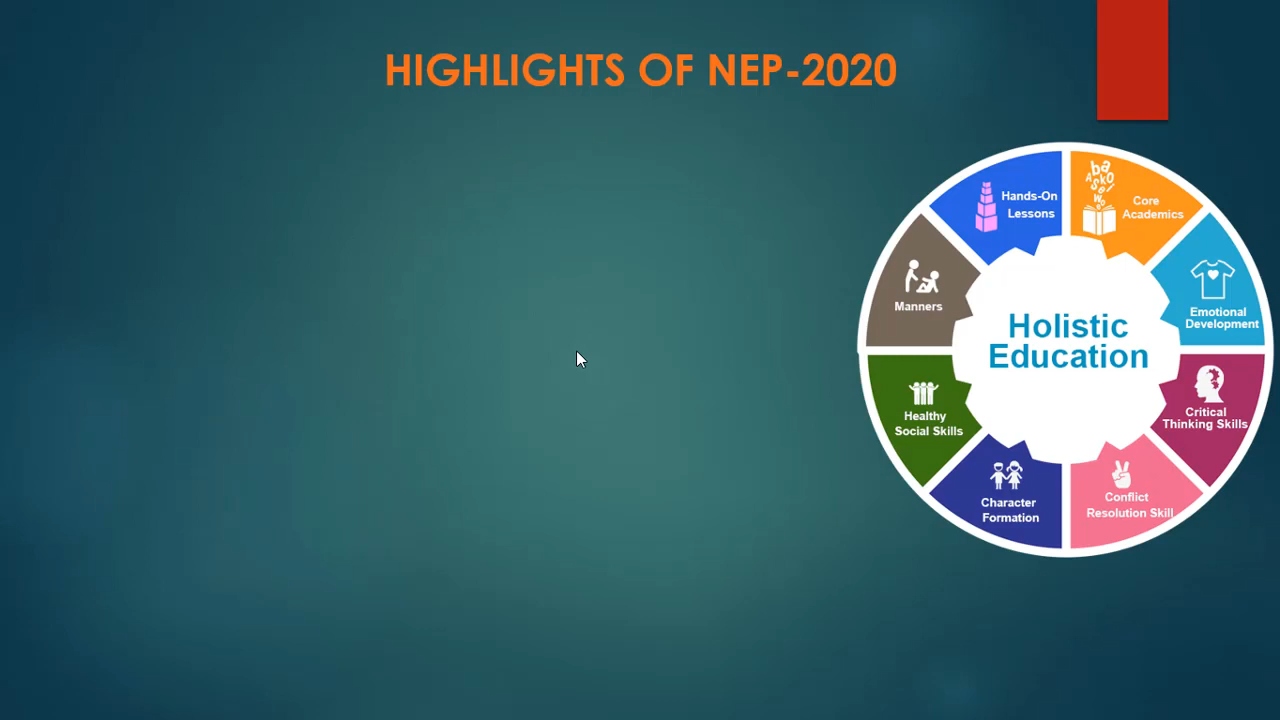 HIGHLIGHTS OF NEP-2020
Hands-On
Lessons
Core
Academics
Emotional
Development
Critical
Thinking Skills
Conflict
Resolution Skill
Character
Formation
Healthy
Social Skills
Manners
Holistic
Education